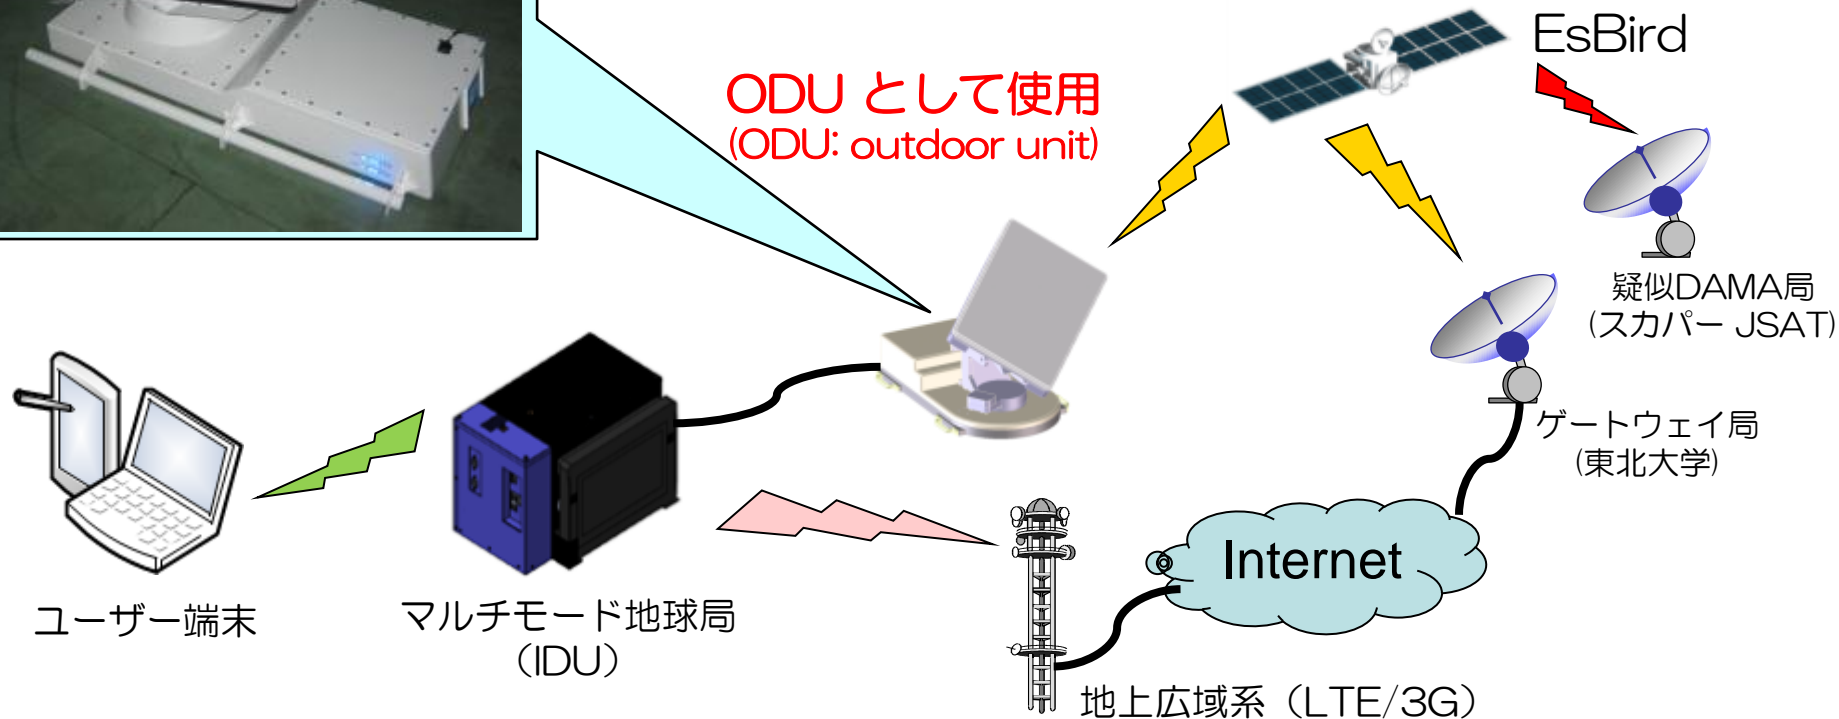 EsBird
ODU として使用
(ODU: outdoor unit)
疑似DAMA局
(スカパー JSAT)
ゲートウェイ局
(東北大学)
Internet
ユーザー端末
マルチモード地球局
（IDU）
地上広域系（LTE/3G）